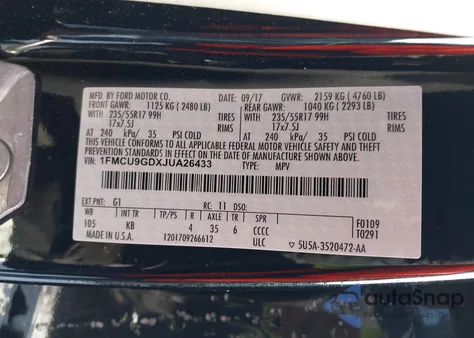 MFD. BY FORD MOTOR CO. 09/17 GVWR: 2159 KG ( 4760 LB)
FRONT GAWR: 1125 KG ( 2480 LB) REAR GAWR: 1040 KG ( 2293 LB)
WITH 235/55R17 99H TIRES WITH 235/55R17 99H TIRES
17x7.5J RIMS 17x7.5J RIMS
AT 240 kPa/ 35 PSI COLD AT 240 kPa/ 35 PSI COLD
THIS VEHICLE CONFORMS TO ALL APPLICABLE FEDERAL MOTOR VEHICLE SAFETY AND THEFT
PREVENTION STANDARDS IN EFFECT ON THE DATE OF MANUFACTURE SHOWN ABOVE.
VIN: 1FMCU9GDXJUA26433 TYPE: MPV
EXT PNT: G1 RC: 11 DSO:
WB INT TR TP/PS R AXLE TR SPR F0109
105 KB 4 35 6 CCCC T0291
MADE IN U.S.A. 1201709266612 ULC 5U5A-3520472-AA
autoSnap